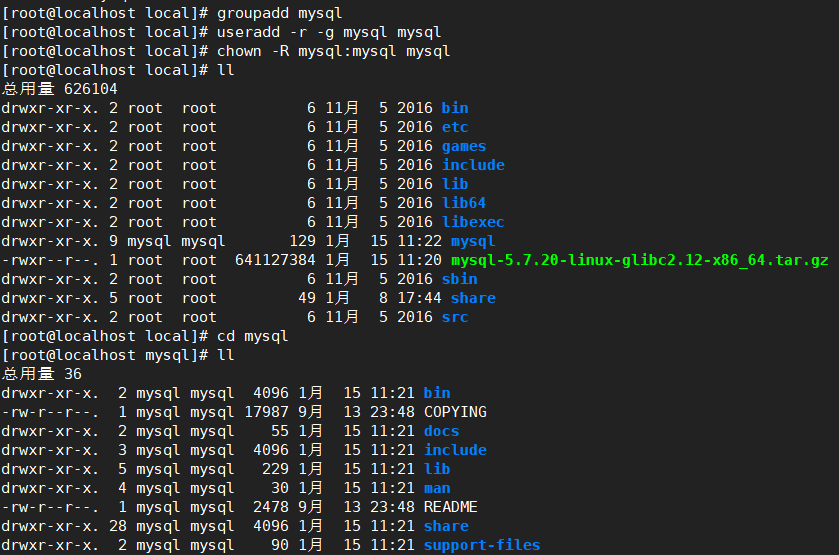 [root@localhost local]# groupadd mysql
[root@localhost local]# useradd -r -g mysql mysql
[root@localhost local]# chown -R mysql:mysql mysql
[root@localhost local]# ll
总用量 626104
drwxr-xr-x. 2 root  root          6 11月  5 2016 bin
drwxr-xr-x. 2 root  root          6 11月  5 2016 etc
drwxr-xr-x. 2 root  root          6 11月  5 2016 games
drwxr-xr-x. 2 root  root          6 11月  5 2016 include
drwxr-xr-x. 2 root  root          6 11月  5 2016 lib
drwxr-xr-x. 2 root  root          6 11月  5 2016 lib64
drwxr-xr-x. 2 root  root          6 11月  5 2016 libexec
drwxr-xr-x. 9 mysql mysql       129 1月  15 11:22 mysql
-rwxr--r--. 1 root  root  641127384 1月  15 11:20 mysql-5.7.20-linux-glibc2.12-x86_64.tar.gz
drwxr-xr-x. 2 root  root          6 11月  5 2016 sbin
drwxr-xr-x. 5 root  root         49 1月   8 17:44 share
drwxr-xr-x. 2 root  root          6 11月  5 2016 src
[root@localhost local]# cd mysql
[root@localhost mysql]# ll
总用量 36
drwxr-xr-x.  2 mysql mysql  4096 1月  15 11:21 bin
-rw-r--r--.  1 mysql mysql 17987 9月  13 23:48 COPYING
drwxr-xr-x.  2 mysql mysql    55 1月  15 11:21 docs
drwxr-xr-x.  3 mysql mysql  4096 1月  15 11:21 include
drwxr-xr-x.  5 mysql mysql   229 1月  15 11:21 lib
drwxr-xr-x.  4 mysql mysql    30 1月  15 11:21 man
-rw-r--r--.  1 mysql mysql  2478 9月  13 23:48 README
drwxr-xr-x. 28 mysql mysql  4096 1月  15 11:21 share
drwxr-xr-x.  2 mysql mysql    90 1月  15 11:21 support-files